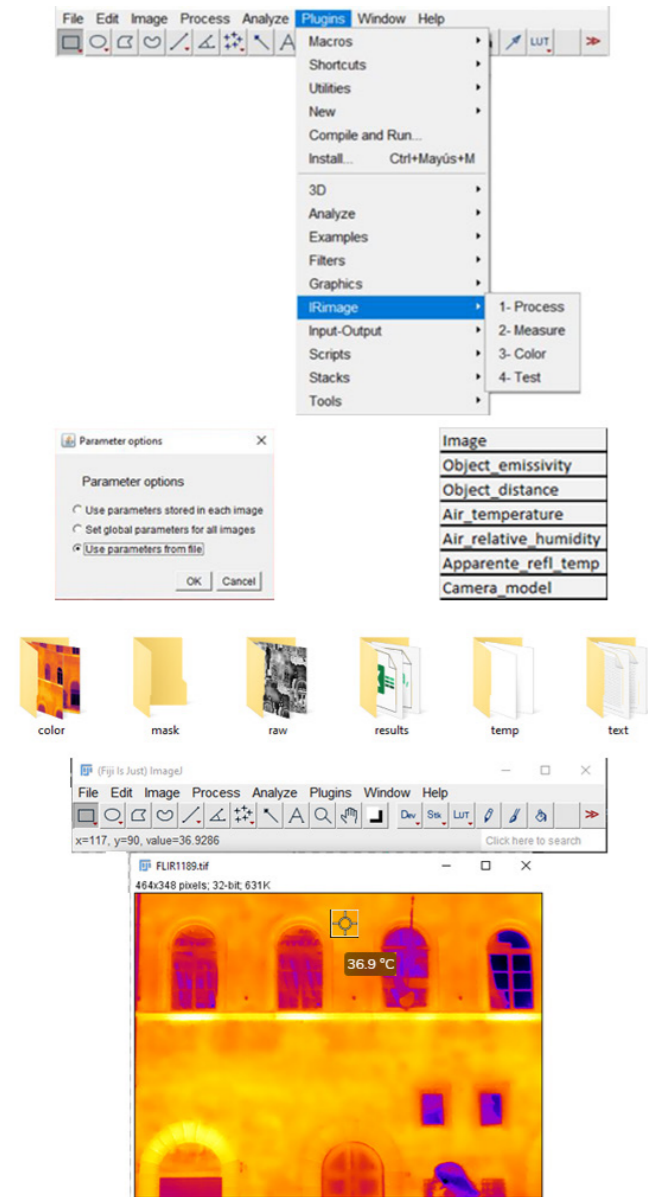 File Edit Image Process Analyze Plugins Window Help
LUT
Macros
Shortcuts
Utilities
New
Compile and Run...
Install... Ctrl+Mayús+M
3D
Analyze
Examples
Filters
Graphics
IRimage
1- Process
Input-Output
2- Measure
Scripts
3- Color
Stacks
4- Test
Tools
Parameter options
Parameter options
Use parameters stored in each image
Set global parameters for all images
Use parameters from file
OK Cancel
Image
Object_emissivity
Object_distance
Air_temperature
Air_relative_humidity
Apparente_refl_temp
Camera_model
color mask raw results temp text
(Fiji Is Just) ImageJ
File Edit Image Process Analyze Plugins Window Help
A Dev Stk LUT
x=117, y=90, value=36.9286 Click here to search
FLIR1189.tif
464x348 pixels; 32-bit; 631K
36.9 °C